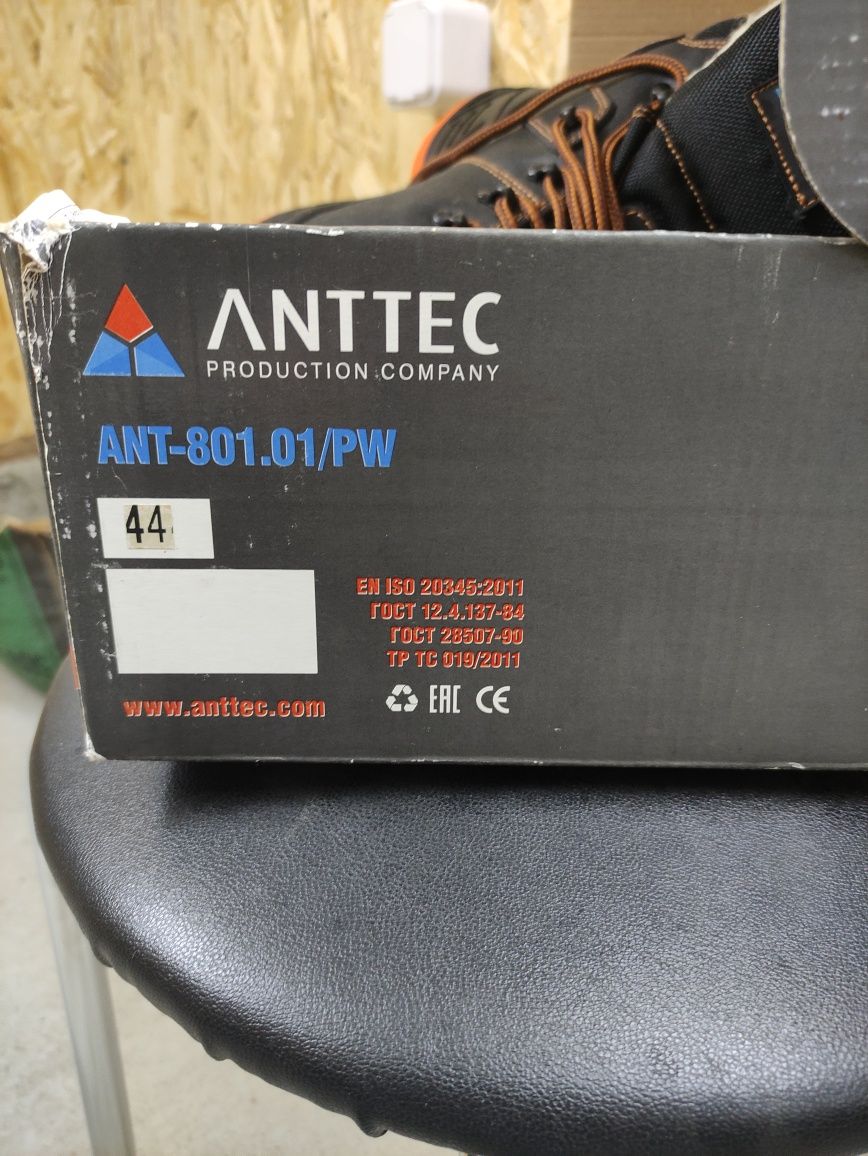 ANTTEC
PRODUCTION COMPANY
ANT-801.01/PW
44
EN ISO 20345:2011
ГОСТ 12.4.137-84
ГОСТ 28507-90
ТР ТС 019/2011
www.anttec.com
EAC CE